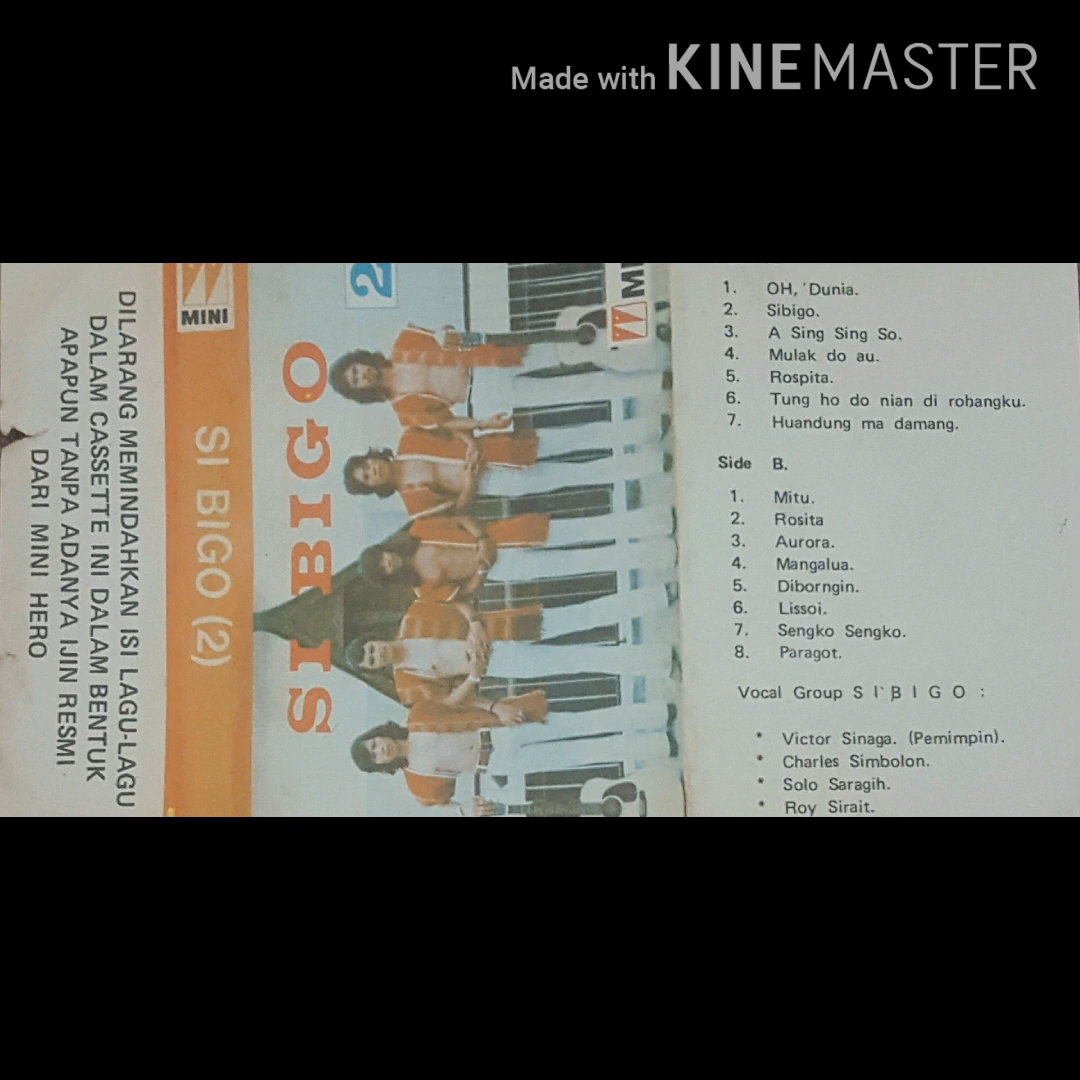 Made with KINEMASTER
DILARANG MEMINDAHKAN ISI LAGU-LAGU
DALAM CASSETTE INI DALAM BENTUK
APAPUN TANPA ADANYA IJIN RESMI
DARI MINI HERO
MINI
SI BIGO (2)
2
SI BIGO
1. OH, 'Dunia.
2. Sibigo.
3. A Sing Sing So.
4. Mulak do au.
5. Rospita.
6. Tung ho do nian di rohangku.
7. Huandung ma damang.
Side B.
1. Mitu.
2. Rosita
3. Aurora.
4. Mangalua.
5. Diborngin.
6. Lissoi.
7. Sengko Sengko.
8. Paragot.
Vocal Group S I B I G O :
* Victor Sinaga. (Pemimpin).
* Charles Simbolon.
* Solo Saragih.
* Roy Sirait.